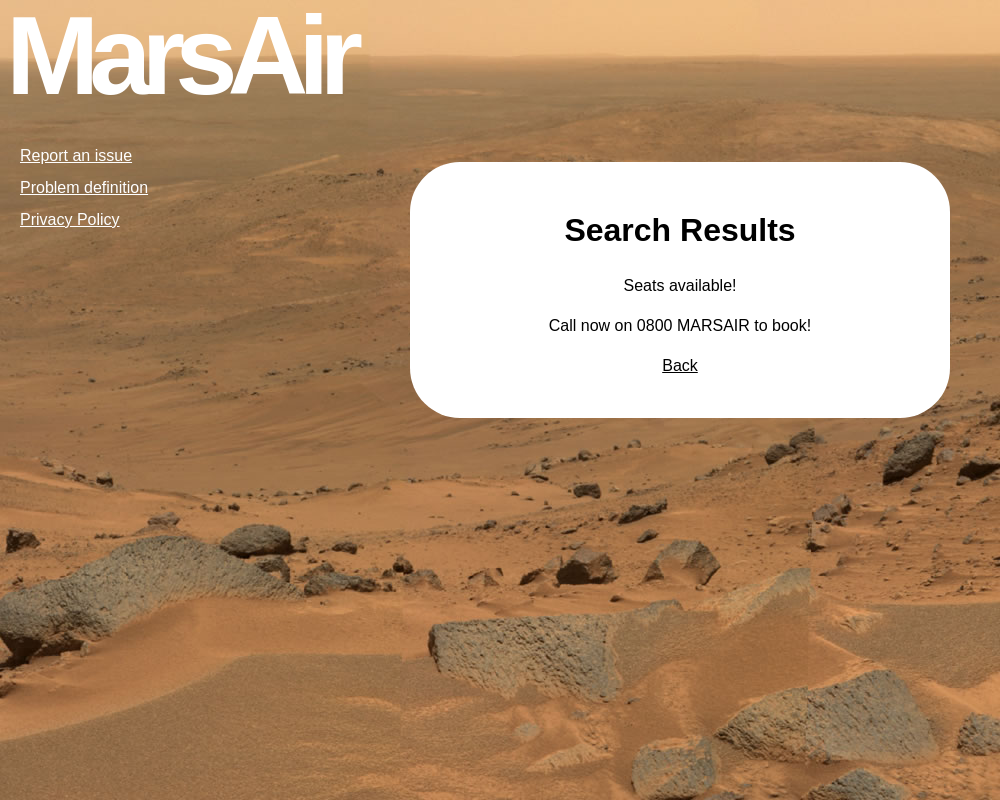 MarsAir
Report an issue
Problem definition
Privacy Policy
Search Results
Seats available!
Call now on 0800 MARSAIR to book!
Back